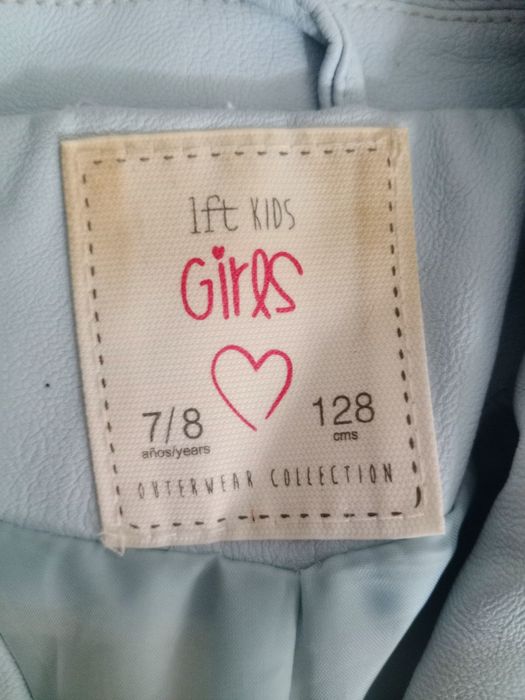 lft KIDS
Girls
7/8
años/years
128
cms
OUTERWEAR COLLECTION